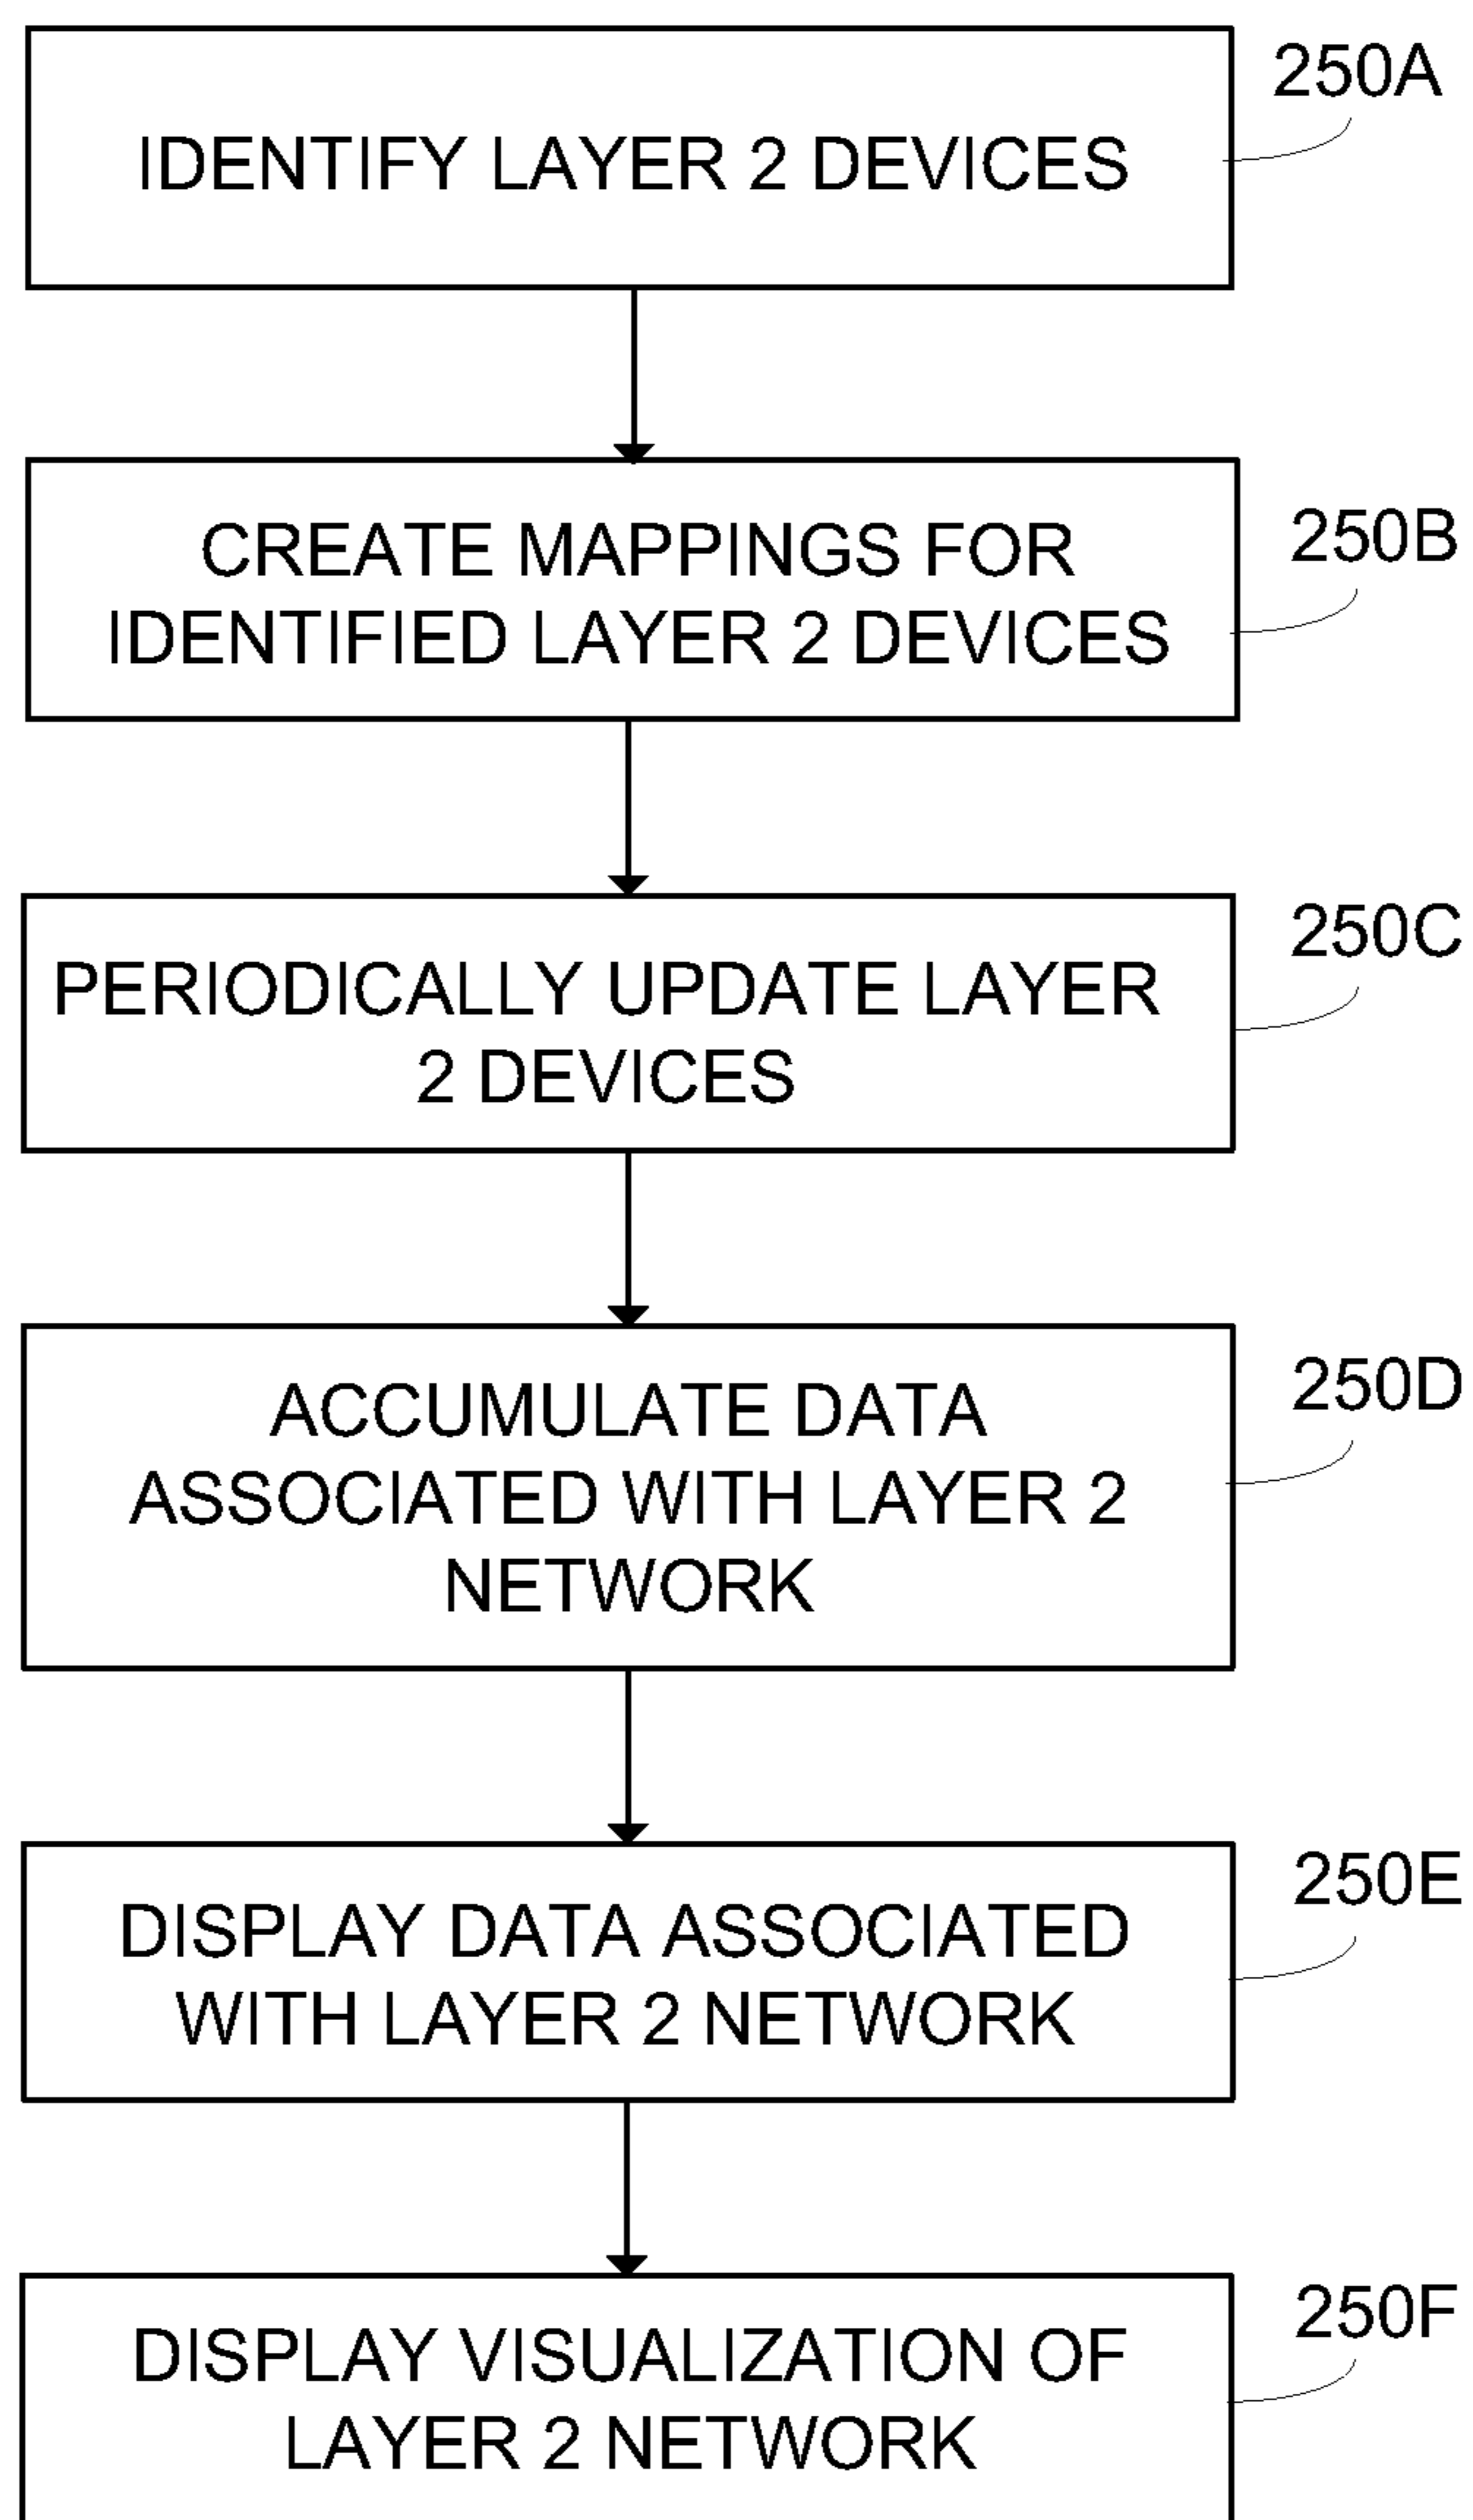 250A
IDENTIFY LAYER 2 DEVICES
250B
CREATE MAPPINGS FOR
IDENTIFIED LAYER 2 DEVICES
250C
PERIODICALLY UPDATE LAYER
2 DEVICES
250D
ACCUMULATE DATA
ASSOCIATED WITH LAYER 2
NETWORK
250E
DISPLAY DATA ASSOCIATED
WITH LAYER 2 NETWORK
250F
DISPLAY VISUALIZATION OF
LAYER 2 NETWORK